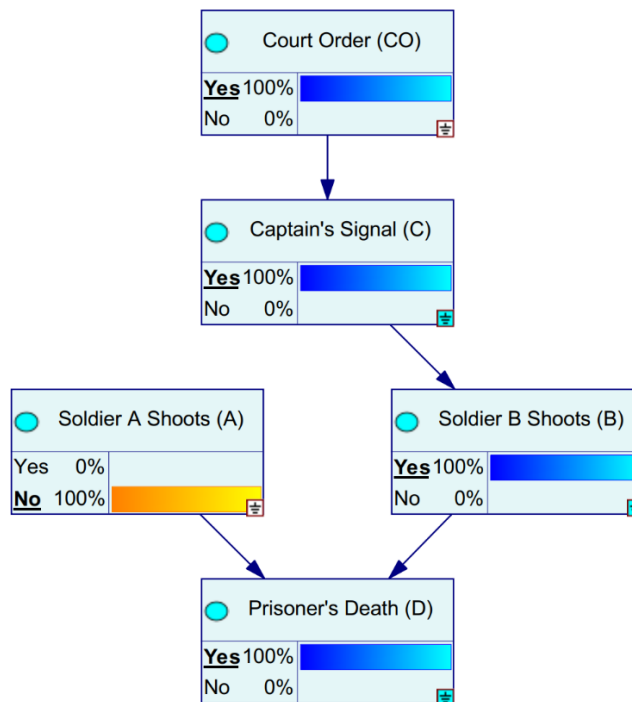 Court Order (CO)
Yes 100%
No 0%
Captain's Signal (C)
Yes 100%
No 0%
Soldier A Shoots (A)
Yes 0%
No 100%
Soldier B Shoots (B)
Yes 100%
No 0%
Prisoner's Death (D)
Yes 100%
No 0%